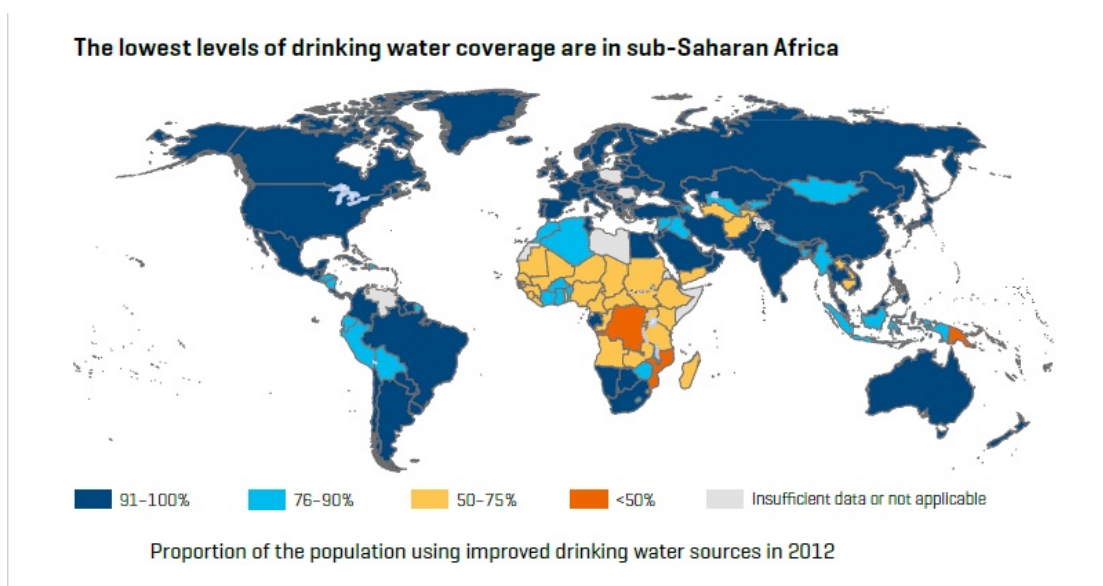 The lowest levels of drinking water coverage are in sub-Saharan Africa
91–100%
76–90%
50–75%
<50%
Insufficient data or not applicable
Proportion of the population using improved drinking water sources in 2012